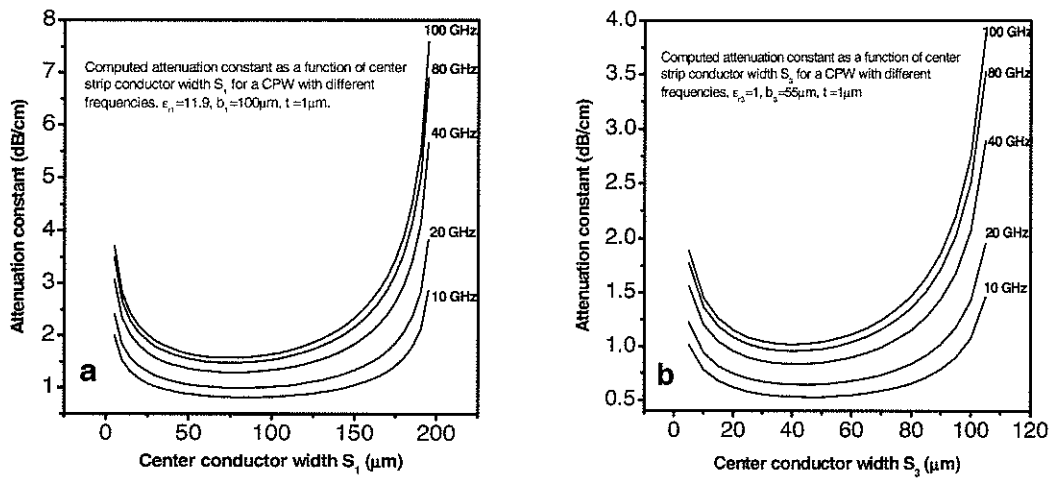 8
7
6
5
4
3
2
1
0
50
100
150
200
Attenuation constant (dB/cm)
Center conductor width S1 (μm)
Computed attenuation constant as a function of center
strip conductor width S1 for a CPW with different
frequencies. εr1=11.9, b1=100μm, t =1μm.
100 GHz
80 GHz
40 GHz
20 GHz
10 GHz
a
4.0
3.5
3.0
2.5
2.0
1.5
1.0
0.5
0
20
40
60
80
100
120
Attenuation constant (dB/cm)
Center conductor width S3 (μm)
Computed attenuation constant as a function of center
strip conductor width S3 for a CPW with different
frequencies, εr3=1, b3=55μm, t =1μm
100 GHz
80 GHz
40 GHz
20 GHz
10 GHz
b